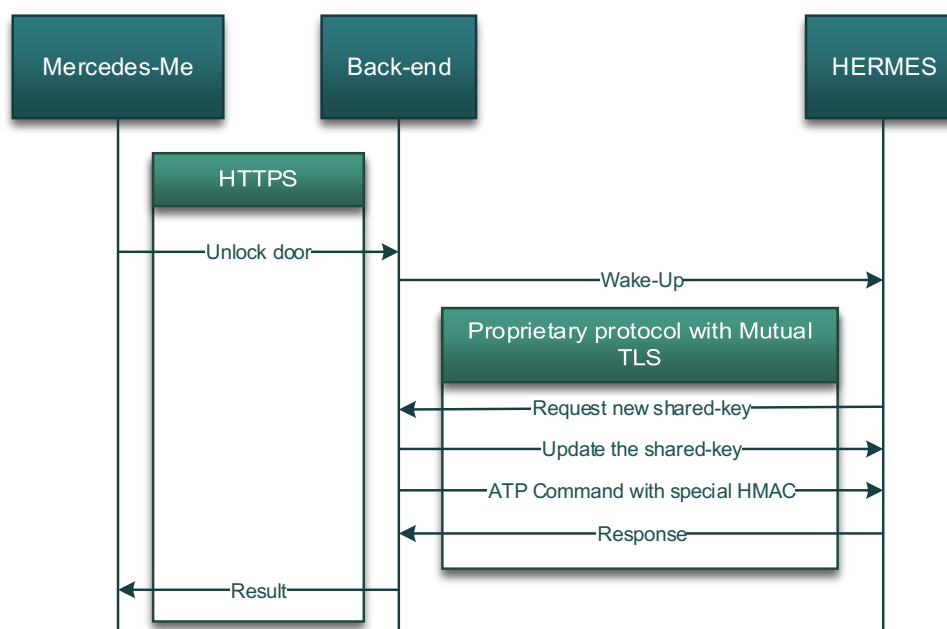 Mercedes-Me
Back-end
HERMES
HTTPS
Unlock door
Wake-Up
Proprietary protocol with Mutual
TLS
Request new shared-key
Update the shared-key
ATP Command with special HMAC
Response
Result